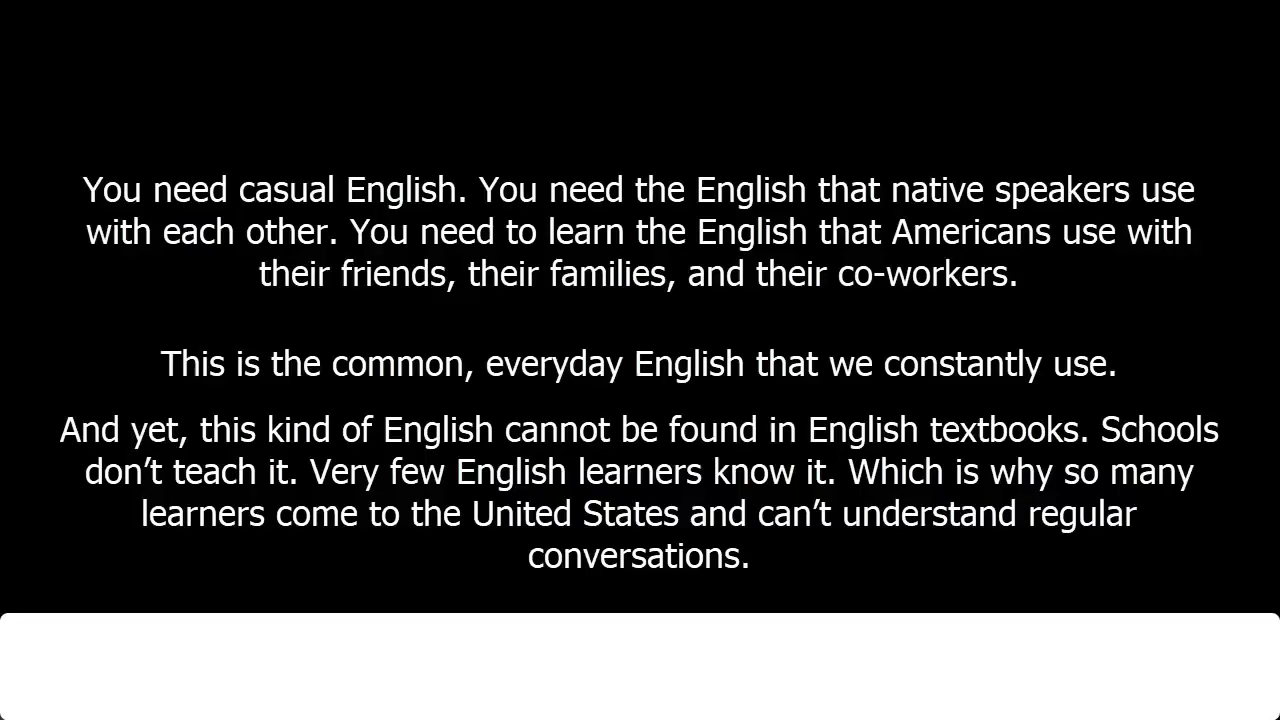 You need casual English. You need the English that native speakers use
with each other. You need to learn the English that Americans use with
their friends, their families, and their co-workers.
This is the common, everyday English that we constantly use.
And yet, this kind of English cannot be found in English textbooks. Schools
don’t teach it. Very few English learners know it. Which is why so many
learners come to the United States and can’t understand regular
conversations.